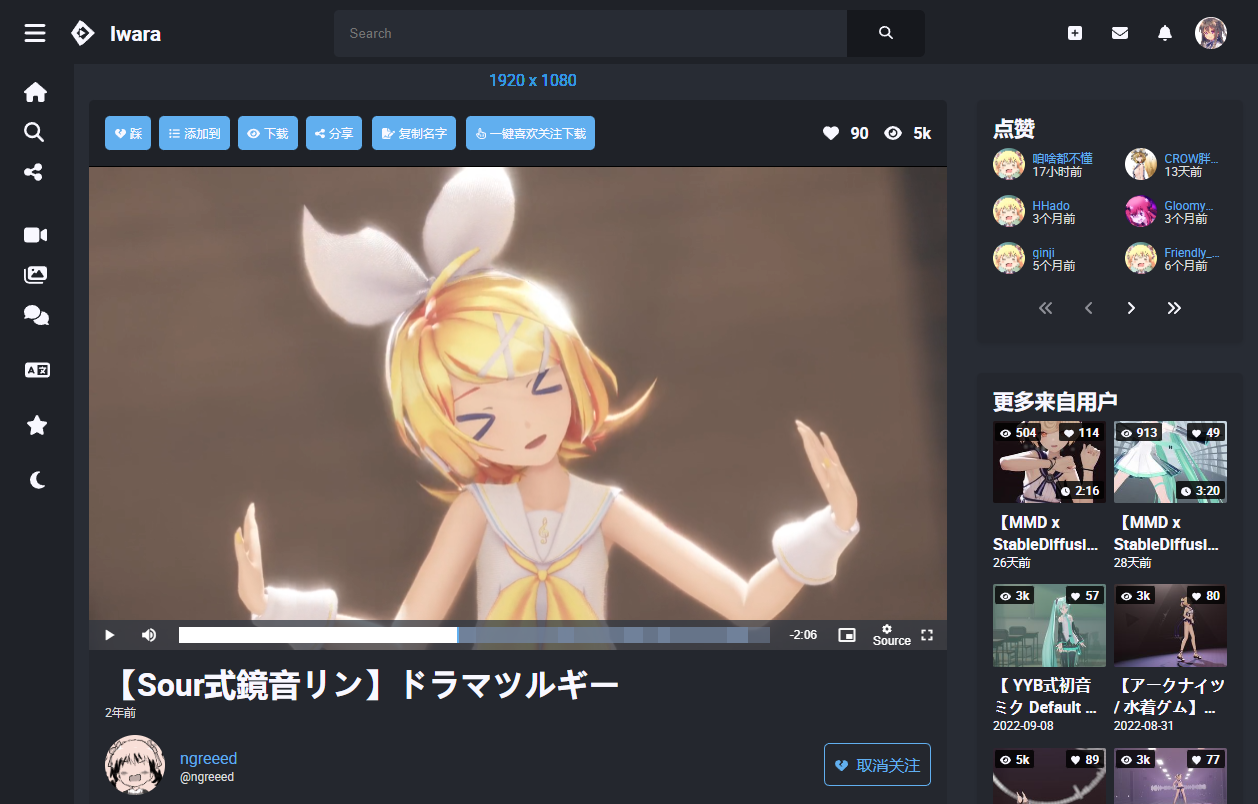 Iwara
Search
1920 x 1080
踩
添加到
下载
分享
复制名字
一键喜欢关注下载
90
5k
-2:06
Source
【Sour式鏡音リン】ドラマツルギー
2年前
ngreeed
@ngreeed
取消关注
点赞
咱啥都不懂
17小时前
CROW胖...
13天前
HHado
3个月前
Gloomy...
3个月前
ginji
5个月前
Friendly_...
6个月前
更多来自用户
504
114
2:16
【MMD x
StableDiffusi...
26天前
913
49
3:20
【MMD x
StableDiffusi...
28天前
3k
57
【 YYB式初音
ミク Default ...
2022-09-08
3k
80
【アークナイツ
/ 水着グム】...
2022-08-31
5k
89
3k
77